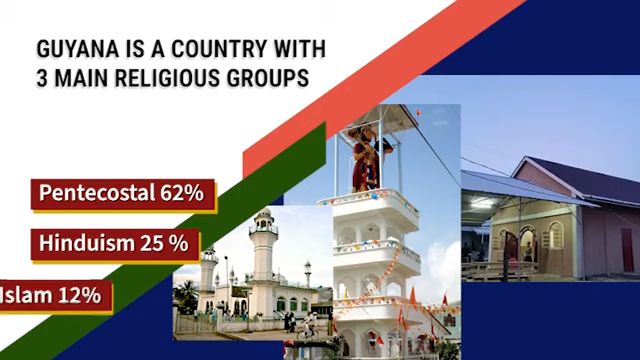 GUYANA IS A COUNTRY WITH
3 MAIN RELIGIOUS GROUPS
Pentecostal 62%
Hinduism 25 %
Islam 12%